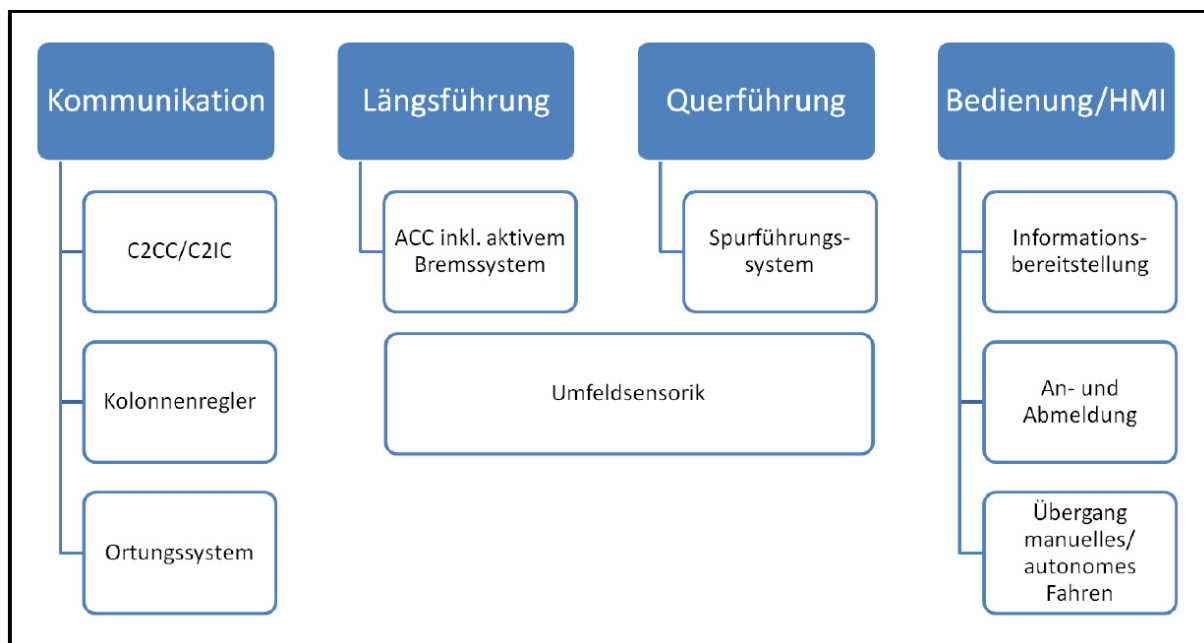 Kommunikation
C2CC/C2IC
Kolonnenregler
Ortungssystem
Längsführung
ACC inkl. aktivem
Bremssystem
Querführung
Spurführungs-
system
Umfeldsensorik
Bedienung/HMI
Informations-
bereitstellung
An- und
Abmeldung
Übergang
manuelles/
autonomes
Fahren